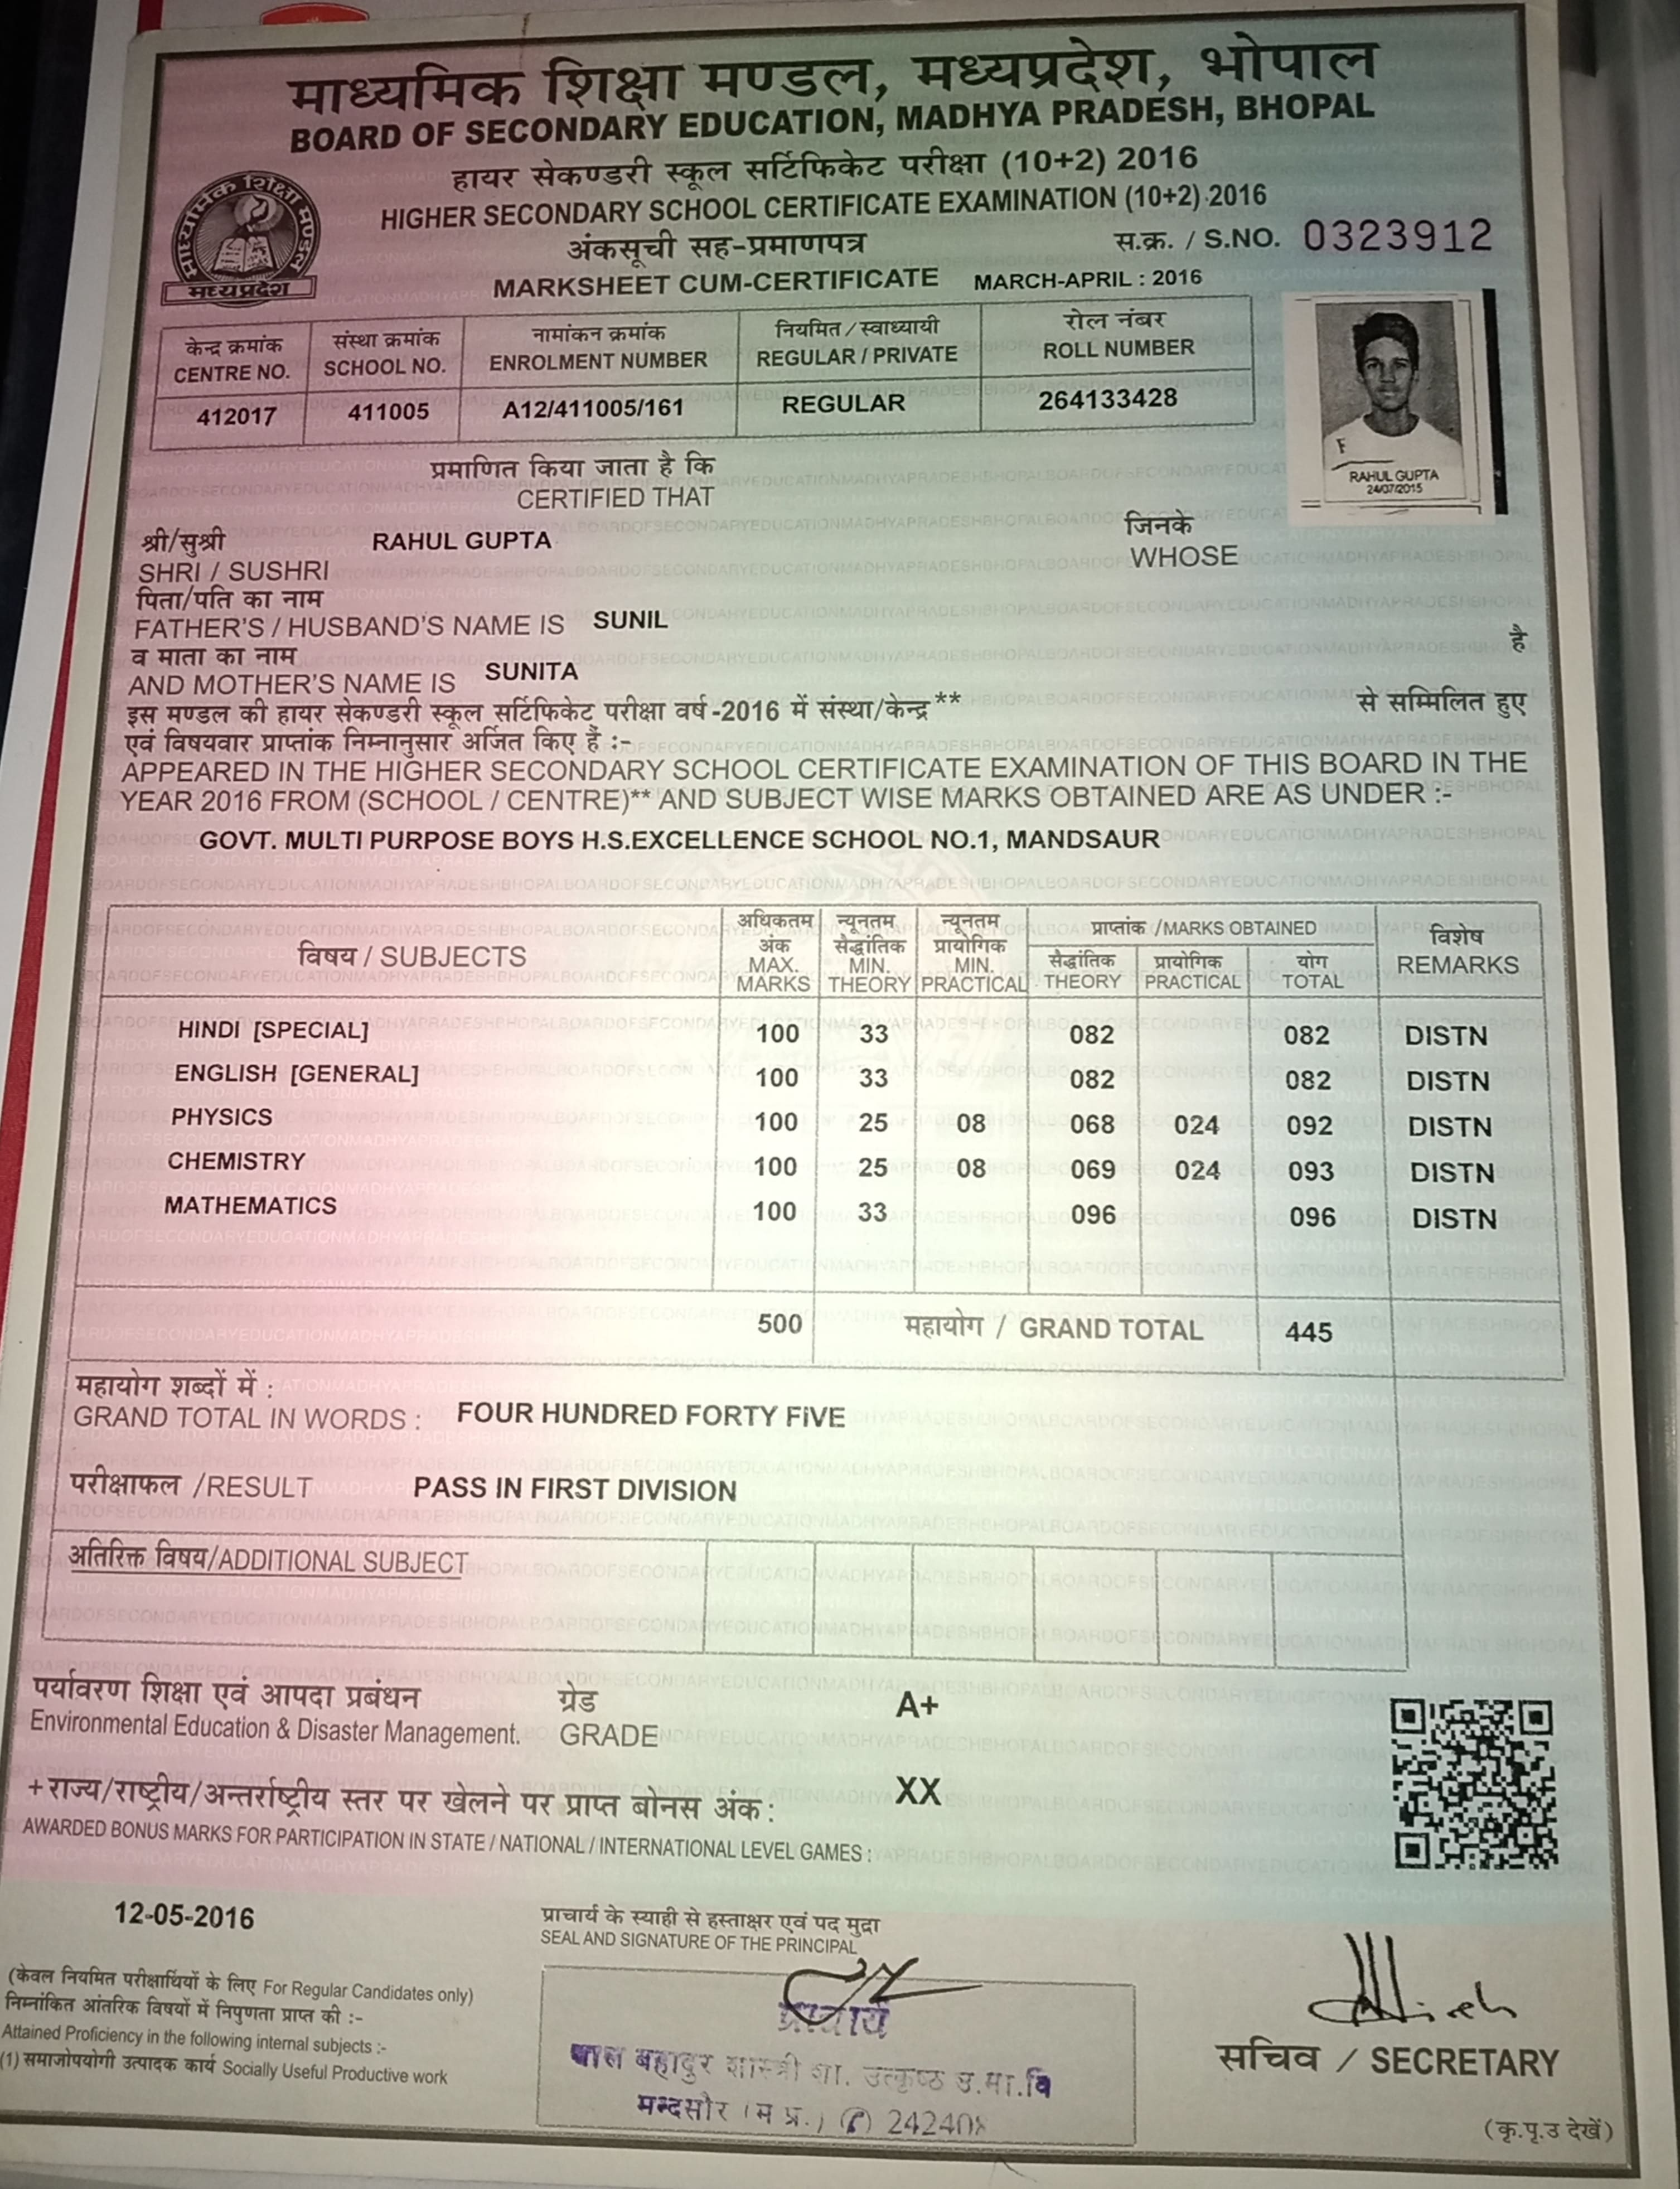 माध्यमिक शिक्षा मण्डल, मध्यप्रदेश, भोपाल
BOARD OF SECONDARY EDUCATION, MADHYA PRADESH, BHOPAL
हायर सेकण्डरी स्कूल सर्टिफिकेट परीक्षा (10+2) 2016
HIGHER SECONDARY SCHOOL CERTIFICATE EXAMINATION (10+2) 2016
माध्यमिक शिक्षा मण्डल
मध्यप्रदेश
अंकसूची सह-प्रमाणपत्र स.क्र. / S.NO. 0323912
MARKSHEET CUM-CERTIFICATE MARCH-APRIL : 2016
केन्द्र क्रमांक संस्था क्रमांक नामांकन क्रमांक नियमित / स्वाध्यायी रोल नंबर
CENTRE NO. SCHOOL NO. ENROLMENT NUMBER REGULAR / PRIVATE ROLL NUMBER
412017 411005 A12/411005/161 REGULAR 264133428
F
RAHUL GUPTA
24/07/2015
प्रमाणित किया जाता है कि
CERTIFIED THAT
श्री/सुश्री RAHUL GUPTA जिनके
SHRI / SUSHRI WHOSE
पिता/पति का नाम
FATHER'S / HUSBAND'S NAME IS SUNIL
व माता का नाम है
AND MOTHER'S NAME IS SUNITA
इस मण्डल की हायर सेकण्डरी स्कूल सर्टिफिकेट परीक्षा वर्ष-2016 में संस्था/केन्द्र** से सम्मिलित हुए
एवं विषयवार प्राप्तांक निम्नानुसार अर्जित किए हैं :-
APPEARED IN THE HIGHER SECONDARY SCHOOL CERTIFICATE EXAMINATION OF THIS BOARD IN THE
YEAR 2016 FROM (SCHOOL / CENTRE)** AND SUBJECT WISE MARKS OBTAINED ARE AS UNDER :-
GOVT. MULTI PURPOSE BOYS H.S.EXCELLENCE SCHOOL NO.1, MANDSAUR
विषय / SUBJECTS अधिकतम अंक MAX. MARKS न्यूनतम सैद्धांतिक MIN. THEORY न्यूनतम प्रायोगिक MIN. PRACTICAL प्राप्तांक /MARKS OBTAINED विशेष REMARKS
सैद्धांतिक THEORY प्रायोगिक PRACTICAL योग TOTAL
HINDI [SPECIAL] 100 33 082 082 DISTN
ENGLISH [GENERAL] 100 33 082 082 DISTN
PHYSICS 100 25 08 068 024 092 DISTN
CHEMISTRY 100 25 08 069 024 093 DISTN
MATHEMATICS 100 33 096 096 DISTN
500 महायोग / GRAND TOTAL 445
महायोग शब्दों में :
GRAND TOTAL IN WORDS : FOUR HUNDRED FORTY FiVE
परीक्षाफल /RESULT PASS IN FIRST DIVISION
अतिरिक्त विषय/ADDITIONAL SUBJECT
पर्यावरण शिक्षा एवं आपदा प्रबंधन ग्रेड A+
Environmental Education & Disaster Management. GRADE
+राज्य/राष्ट्रीय/अन्तर्राष्ट्रीय स्तर पर खेलने पर प्राप्त बोनस अंक : XX
AWARDED BONUS MARKS FOR PARTICIPATION IN STATE / NATIONAL / INTERNATIONAL LEVEL GAMES :
12-05-2016
प्राचार्य के स्याही से हस्ताक्षर एवं पद मुद्रा
SEAL AND SIGNATURE OF THE PRINCIPAL
(केवल नियमित परीक्षार्थियों के लिए For Regular Candidates only)
निम्नांकित आंतरिक विषयों में निपुणता प्राप्त की :-
Attained Proficiency in the following internal subjects :-
(1) समाजोपयोगी उत्पादक कार्य Socially Useful Productive work
प्राचार्य
बहादुर शास्त्री शा. उत्कृष्ठ उ.मा.वि
मन्दसौर (म प्र.)
सचिव / SECRETARY
(कृ.पृ.उ देखें)